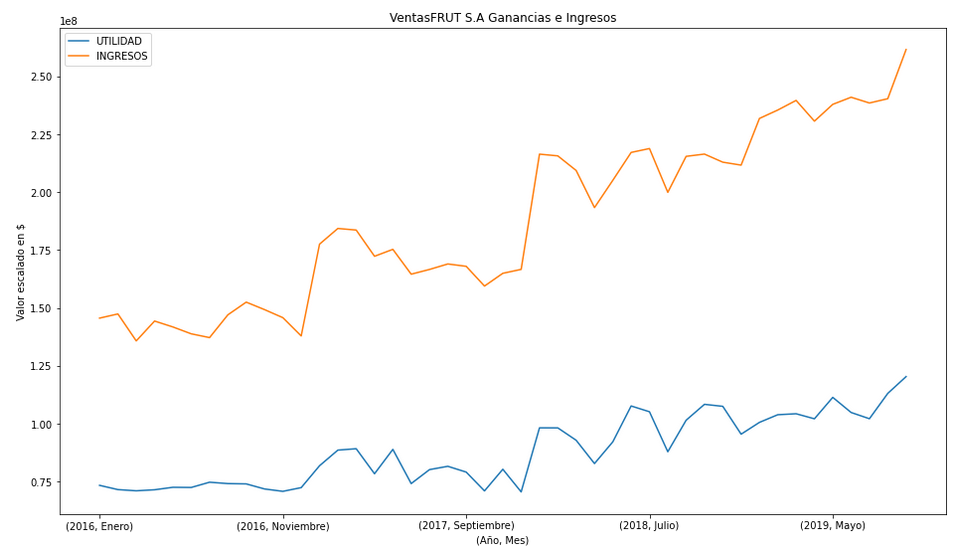 VentasFRUT S.A Ganancias e Ingresos
1e8
UTILIDAD
INGRESOS
2.50
2.25
2.00
1.75
1.50
1.25
1.00
0.75
Valor escalado en $
(2016, Enero)
(2016, Noviembre)
(2017, Septiembre)
(2018, Julio)
(2019, Mayo)
(Año, Mes)